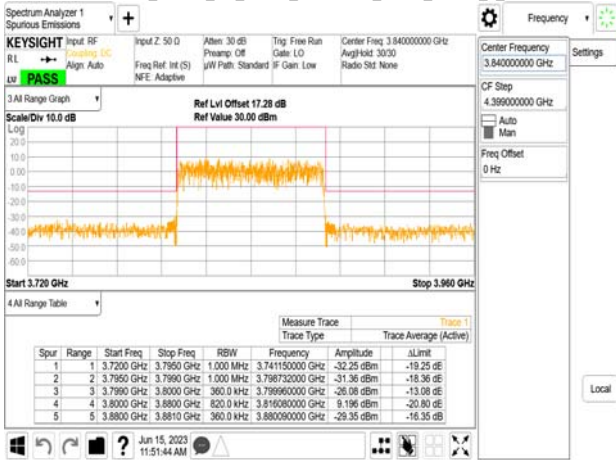 Spectrum Analyzer 1
Spurious Emissions
+
Frequency
KEYSIGHT
RL
PASS
Input: RF
Coupling: DC
Align: Auto
Input Z: 50 Ω
Freq Ref: Int (S)
NFE: Adaptive
Atten: 30 dB
Preamp: Off
µW Path: Standard
Trig: Free Run
Gate: LO
IF Gain: Low
Center Freq: 3.840000000 GHz
Avg|Hold: 30/30
Radio Std: None
Center Frequency
3.840000000 GHz
Settings
CF Step
4.399000000 GHz
Auto
Man
Freq Offset
0 Hz
Local
3 All Range Graph
Scale/Div 10.0 dB
Ref Lvl Offset 17.28 dB
Ref Value 30.00 dBm
Log
20.0
10.0
0.00
-10.0
-20.0
-30.0
-40.0
-50.0
-60.0
Start 3.720 GHz
Stop 3.960 GHz
4 All Range Table
Measure Trace Trace 1
Trace Type Trace Average (Active)
Spur Range Start Freq Stop Freq RBW Frequency Amplitude ΔLimit
1 1 3.7200 GHz 3.7950 GHz 1.000 MHz 3.741150000 GHz -32.25 dBm -19.25 dB
2 2 3.7950 GHz 3.7990 GHz 1.000 MHz 3.798732000 GHz -31.36 dBm -18.36 dB
3 3 3.7990 GHz 3.8000 GHz 360.0 kHz 3.799960000 GHz -26.08 dBm -13.08 dB
4 4 3.8000 GHz 3.8800 GHz 820.0 kHz 3.816080000 GHz 9.196 dBm -20.80 dB
5 5 3.8800 GHz 3.8810 GHz 360.0 kHz 3.880090000 GHz -29.35 dBm -16.35 dB
?
Jun 15, 2023
11:51:44 AM